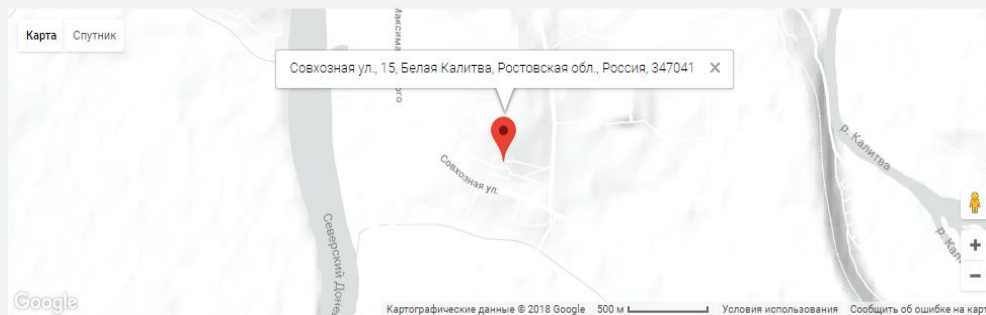 Карта Спутник
Совхозная ул., 15, Белая Калитва, Ростовская обл., Россия, 347041
Совхозная ул.
р. Калитва
Северский Донец
Google
Картографические данные © 2018 Google 500 м Условия использования Сообщить об ошибке на карт